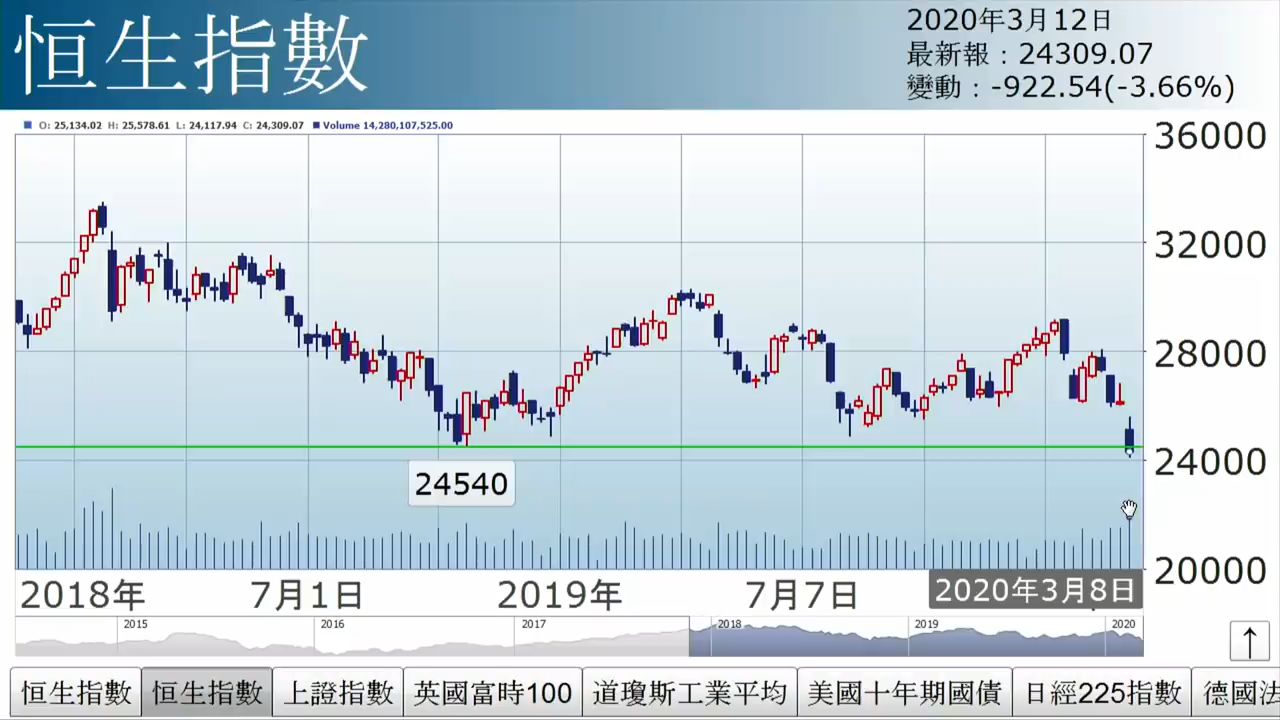 恒生指數
2020年3月12日
最新報：24309.07
變動：-922.54(-3.66%)
O: 25,134.02 H: 25,578.61 L: 24,117.94 C: 24,309.07 Volume 14,280,107,525.00
36000
32000
28000
24000
20000
24540
2018年 7月1日 2019年 7月7日 2020年3月8日
2015 2016 2017 2018 2019 2020
↑
恒生指數 恒生指數 上證指數 英國富時100 道瓊斯工業平均 美國十年期國債 日經225指數 德國法